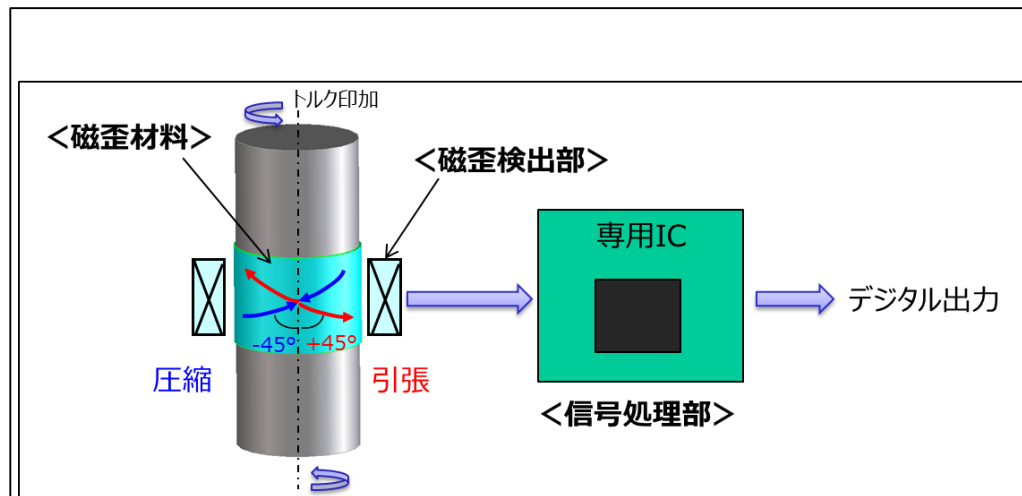 トルク印加
＜磁歪材料＞
＜磁歪検出部＞
専用IC
デジタル出力
-45°
+45°
圧縮
引張
＜信号処理部＞